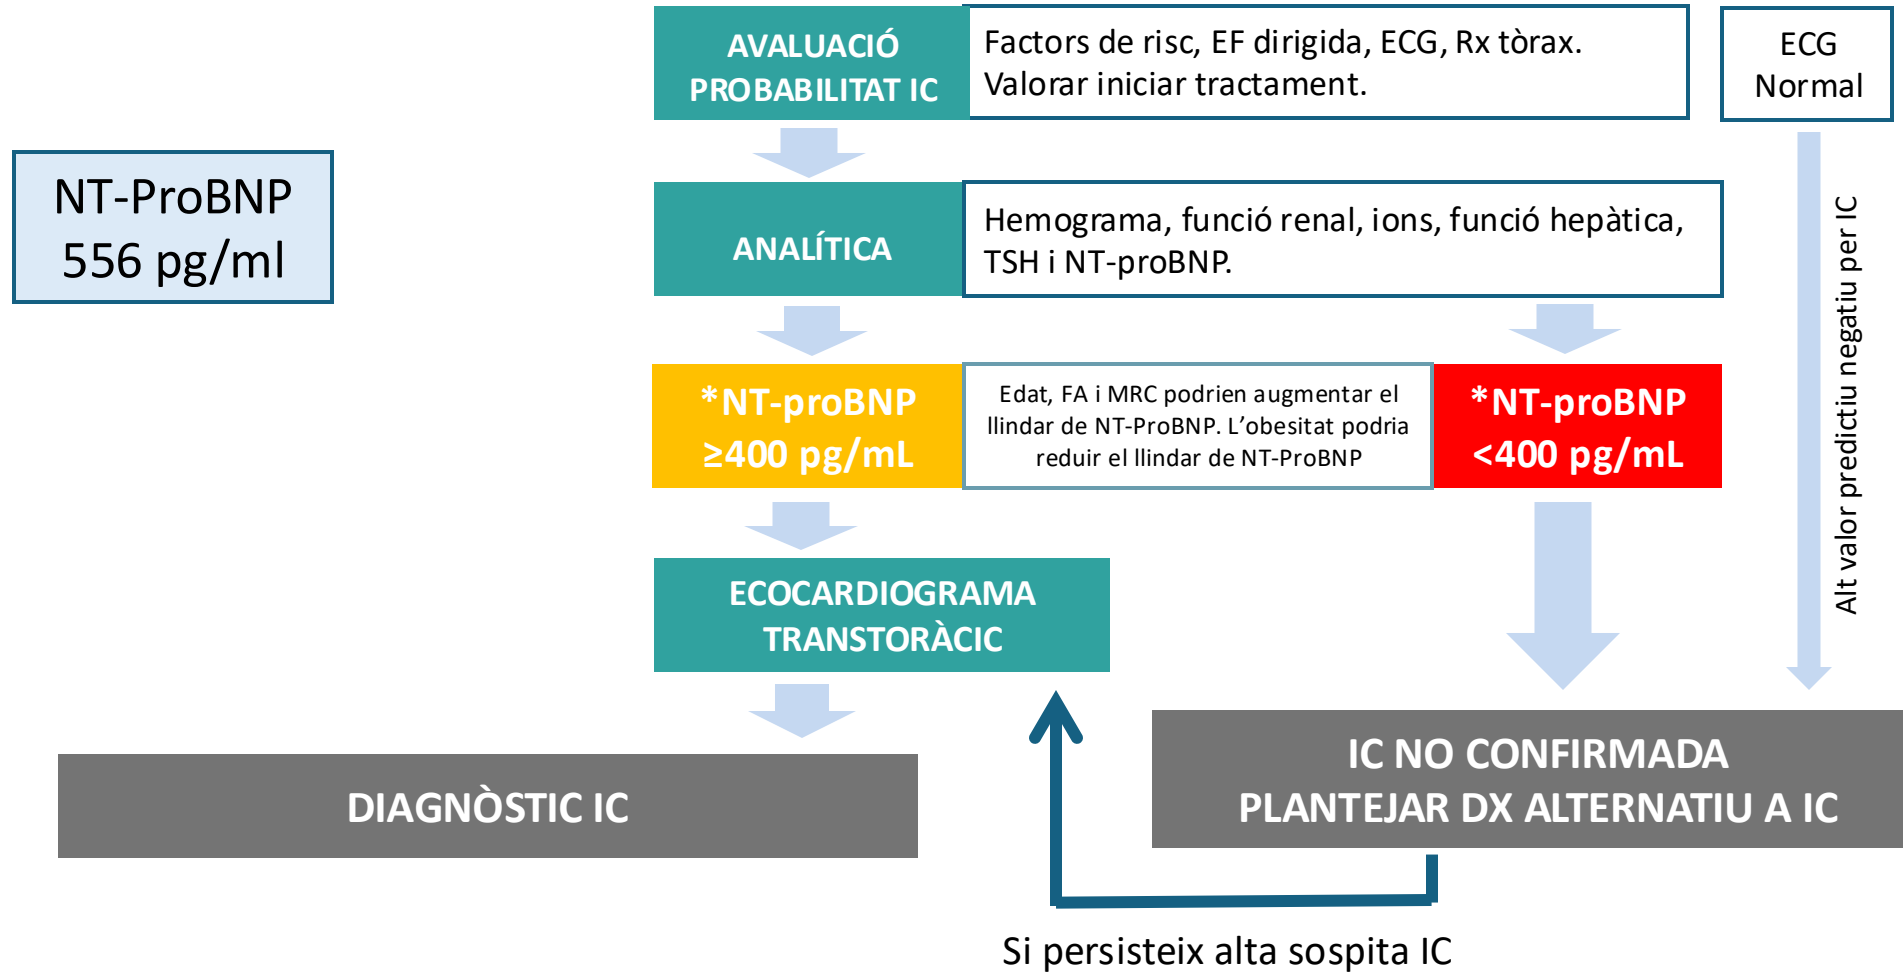 AVALUACIÓ
PROBABILITAT IC
Factors de risc, EF dirigida, ECG, Rx tòrax.
Valorar iniciar tractament.
ECG
Normal
NT-ProBNP
556 pg/ml
ANALÍTICA
Hemograma, funció renal, ions, funció hepàtica,
TSH i NT-proBNP.
Alt valor predictiu negatiu per IC
*NT-proBNP
≥400 pg/mL
Edat, FA i MRC podrien augmentar el
llindar de NT-ProBNP. L’obesitat podria
reduir el llindar de NT-ProBNP
*NT-proBNP
<400 pg/mL
ECOCARDIOGRAMA
TRANSTORÀCIC
DIAGNÒSTIC IC
IC NO CONFIRMADA
PLANTEJAR DX ALTERNATIU A IC
Si persisteix alta sospita IC